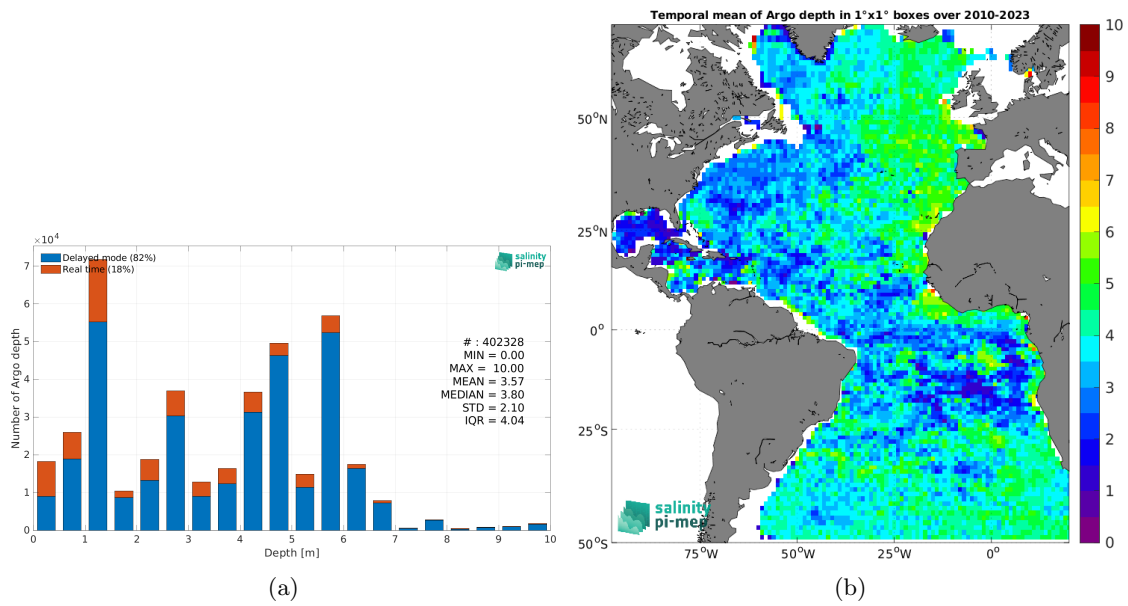 ×10⁴
7
6
5
4
3
2
1
0
Number of Argo depth
Delayed mode (82%)
Real time (18%)
salinity
pi-mep
# : 402328
MIN = 0.00
MAX = 10.00
MEAN = 3.57
MEDIAN = 3.80
STD = 2.10
IQR = 4.04
0 1 2 3 4 5 6 7 8 9 10
Depth [m]
(a)
Temporal mean of Argo depth in 1°x1° boxes over 2010-2023
50°N
25°N
0°
25°S
50°S
salinity
pi-mep
75°W 50°W 25°W 0°
10
9
8
7
6
5
4
3
2
1
0
(b)